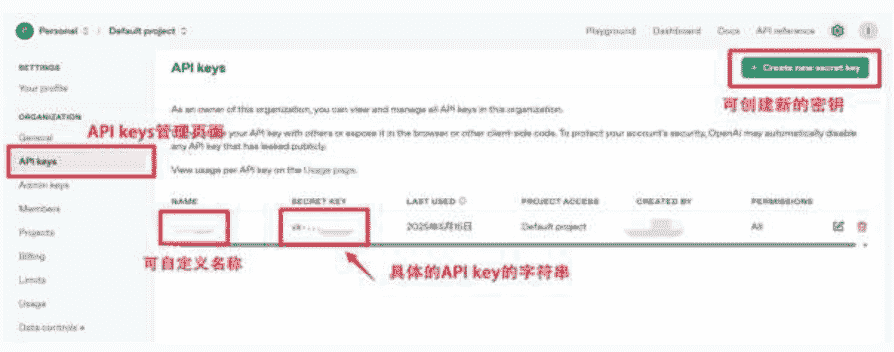 Personal / Default project
Playground Dashboard Docs API reference
SETTINGS
Your profile
ORGANIZATION
General
API keys
Admin keys
Members
Projects
Billing
Limits
Usage
Data controls
API keys管理页面
API keys
+ Create new secret key
可创建新的密钥
As an owner of this organization, you can view and manage all API keys in this organization.
your API key with others or expose it in the browser or other client-side code. To protect your account's security, OpenAI may automatically disable
any API key that has leaked publicly.
View usage per API key on the Usage page.
NAME SECRET KEY LAST USED PROJECT ACCESS CREATED BY PERMISSIONS
2025年5月15日 Default project All
可自定义名称
具体的API key的字符串